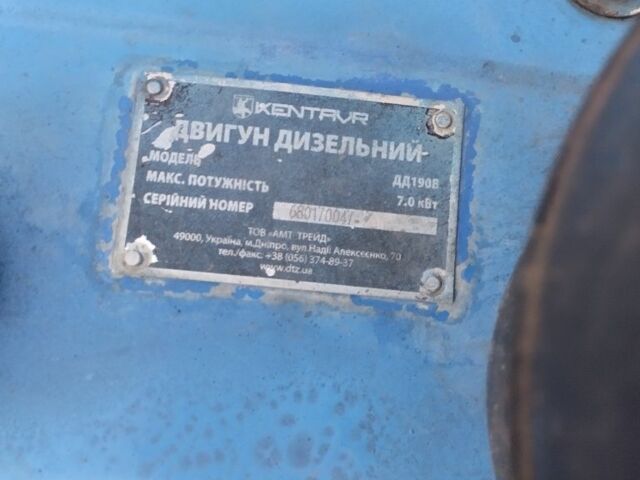 KENTAVR
ДВИГУН ДИЗЕЛЬНИЙ
МОДЕЛЬ ДД190В
МАКС. ПОТУЖНІСТЬ 7.0 кВт
СЕРІЙНИЙ НОМЕР
ТОВ «АМТ ТРЕЙД»
49000, Україна, м.Дніпро, вул.Надії Алексєєнко, 70
тел./факс: +38 (056) 374-89-37
www.dtz.ua